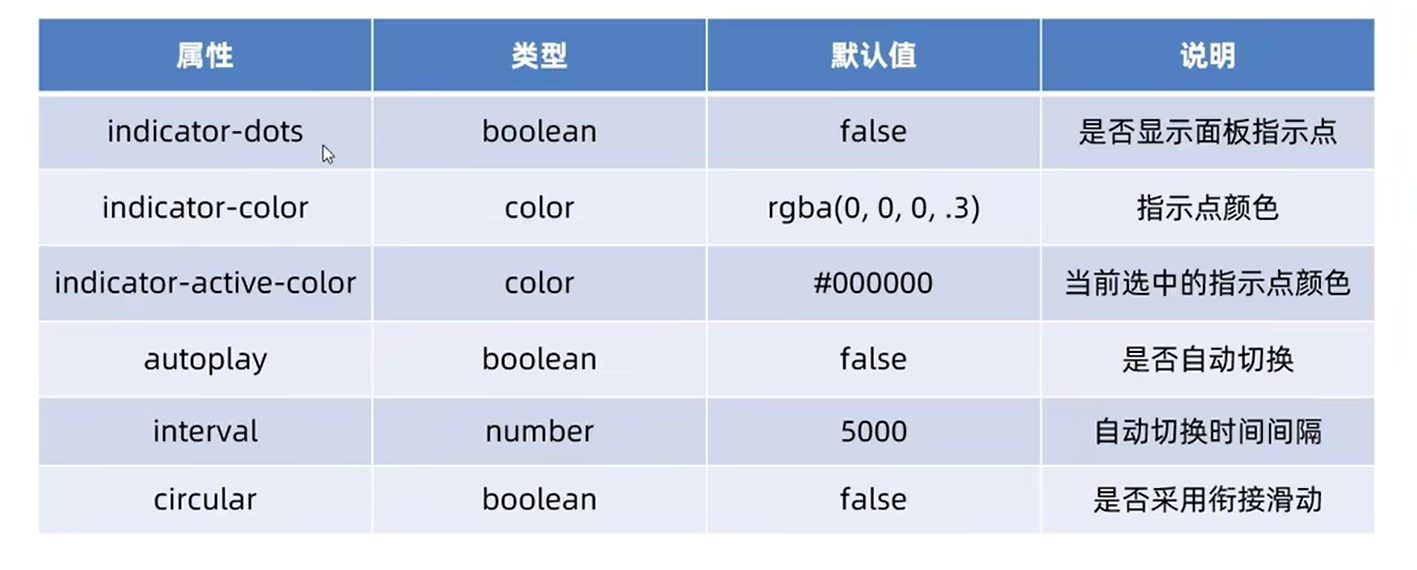 属性 类型 默认值 说明
indicator-dots boolean false 是否显示面板指示点
indicator-color color rgba(0, 0, 0, .3) 指示点颜色
indicator-active-color color #000000 当前选中的指示点颜色
autoplay boolean false 是否自动切换
interval number 5000 自动切换时间间隔
circular boolean false 是否采用衔接滑动